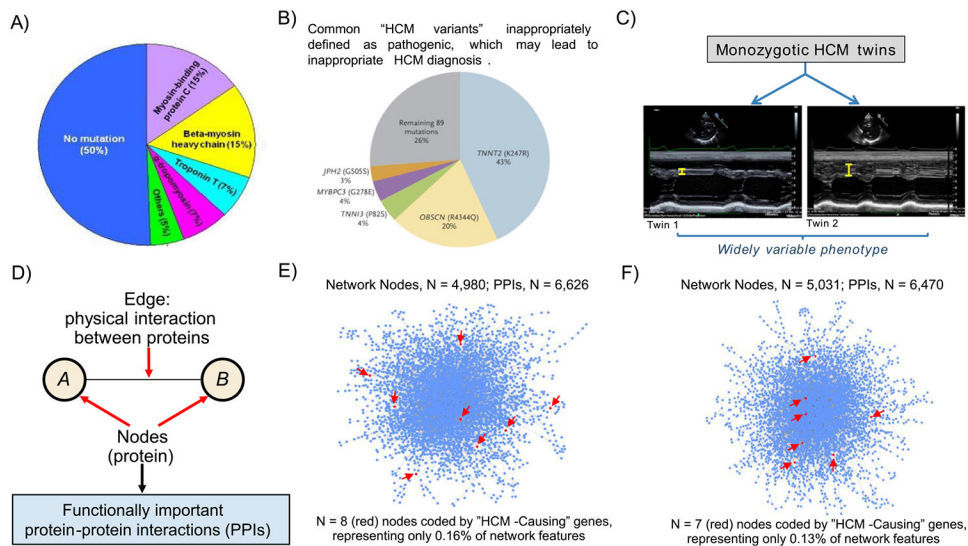 A)
No mutation
(50%)
Myosin-binding
protein C (15%)
Beta-myosin
heavy chain (15%)
Troponin T (7%)
α-tropomyosin (7%)
Others (5%)
B)
Common “HCM variants” inappropriately
defined as pathogenic, which may lead to
inappropriate HCM diagnosis .
Remaining 89
mutations
26%
TNNT2 (K247R)
43%
JPH2 (G505S)
3%
MYBPC3 (G278E)
4%
TNNI3 (P82S)
4%
OBSCN (R4344Q)
20%
C)
Monozygotic HCM twins
Twin 1
Twin 2
Widely variable phenotype
D)
Edge:
physical interaction
between proteins
A
B
Nodes
(protein)
Functionally important
protein-protein interactions (PPIs)
E)
Network Nodes, N = 4,980; PPIs, N = 6,626
N = 8 (red) nodes coded by ”HCM -Causing” genes,
representing only 0.16% of network features
F)
Network Nodes, N = 5,031; PPIs, N = 6,470
N = 7 (red) nodes coded by ”HCM -Causing” genes,
representing only 0.13% of network features